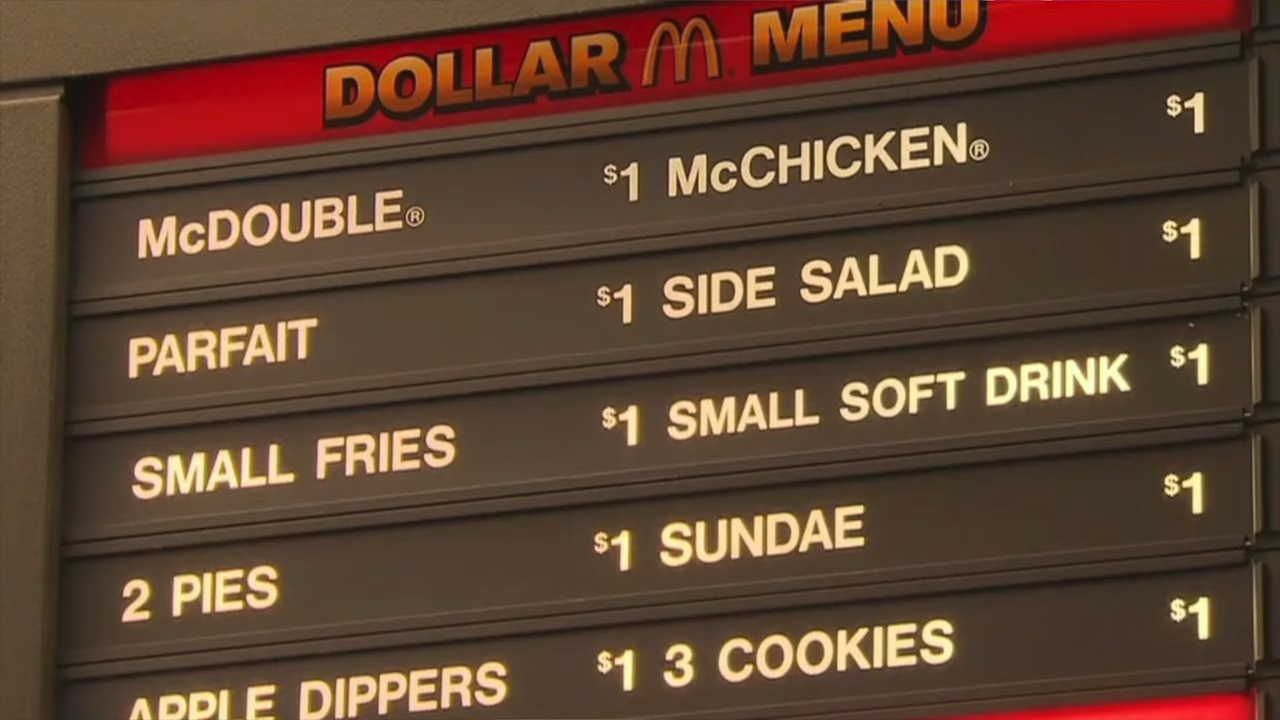 DOLLAR M MENU
McDOUBLE® $1 McCHICKEN® $1
PARFAIT $1 SIDE SALAD $1
SMALL FRIES $1 SMALL SOFT DRINK $1
2 PIES $1 SUNDAE $1
APPLE DIPPERS $1 3 COOKIES $1